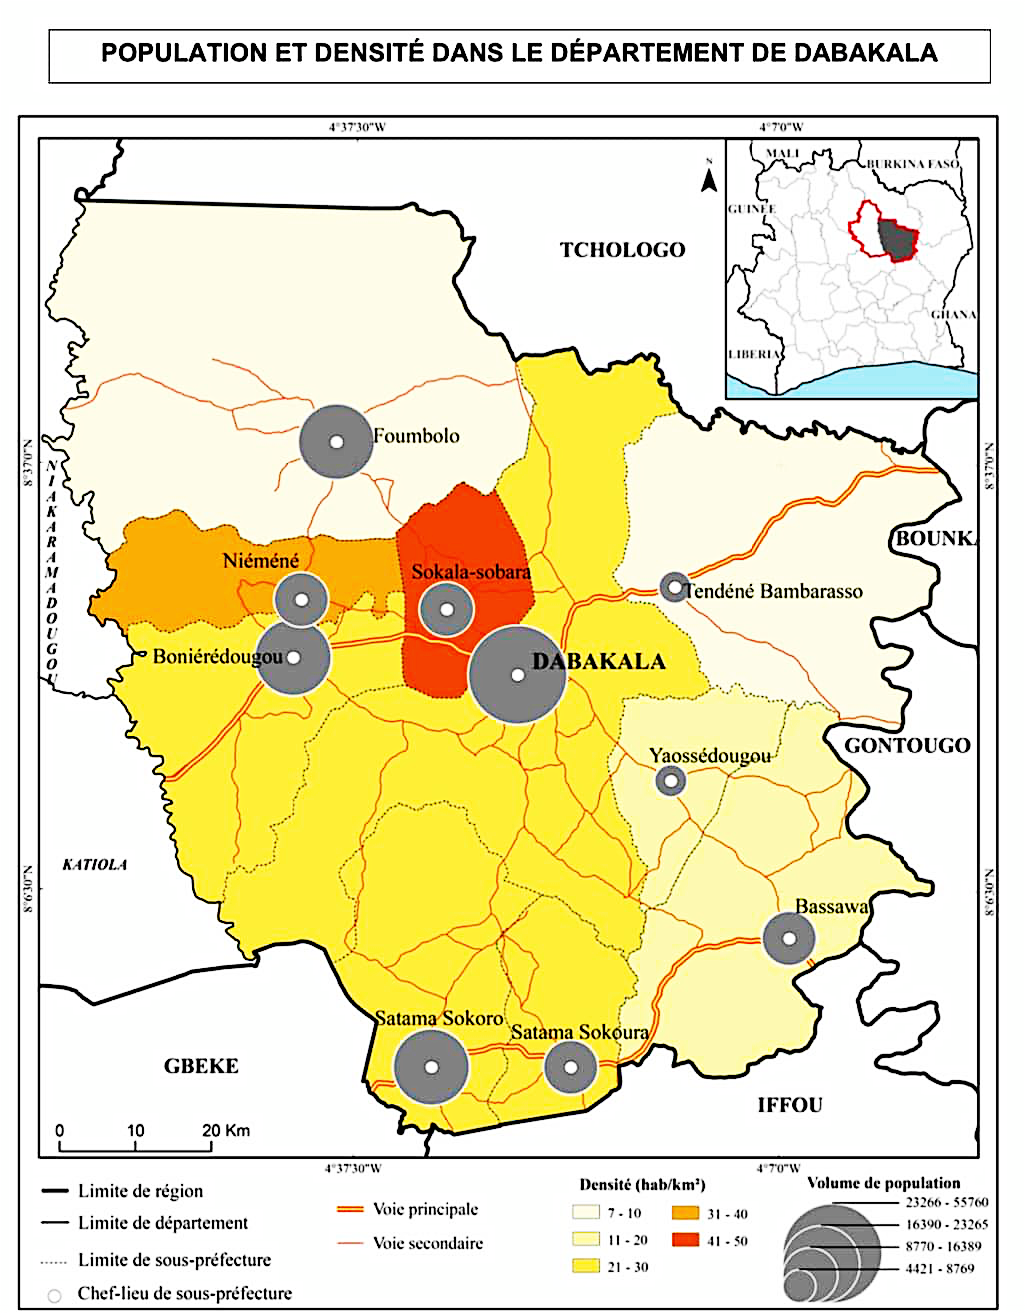 POPULATION ET DENSITÉ DANS LE DÉPARTEMENT DE DABAKALA
4°37'30"W
4°7'0"W
N
MALI
BURKINA FASO
GUINEE
GHANA
LIBERIA
TCHOLOGO
8°37'0"N
8°37'0"N
NIAKARAMADOUGOU
Foumbolo
BOUNKA
Niéméné
Sokala-sobara
Tendéné Bambarasso
Boniérédougou
DABAKALA
GONTOUGO
Yaossédougou
KATIOLA
8°6'30"N
8°6'30"N
Bassawa
Satama Sokoro
Satama Sokoura
GBEKE
IFFOU
0 10 20 Km
4°37'30"W
4°7'0"W
Limite de région
Limite de département
Limite de sous-préfecture
Chef-lieu de sous-préfecture
Voie principale
Voie secondaire
Densité (hab/km²)
7 - 10
11 - 20
21 - 30
31 - 40
41 - 50
Volume de population
23266 - 55760
16390 - 23265
8770 - 16389
4421 - 8769